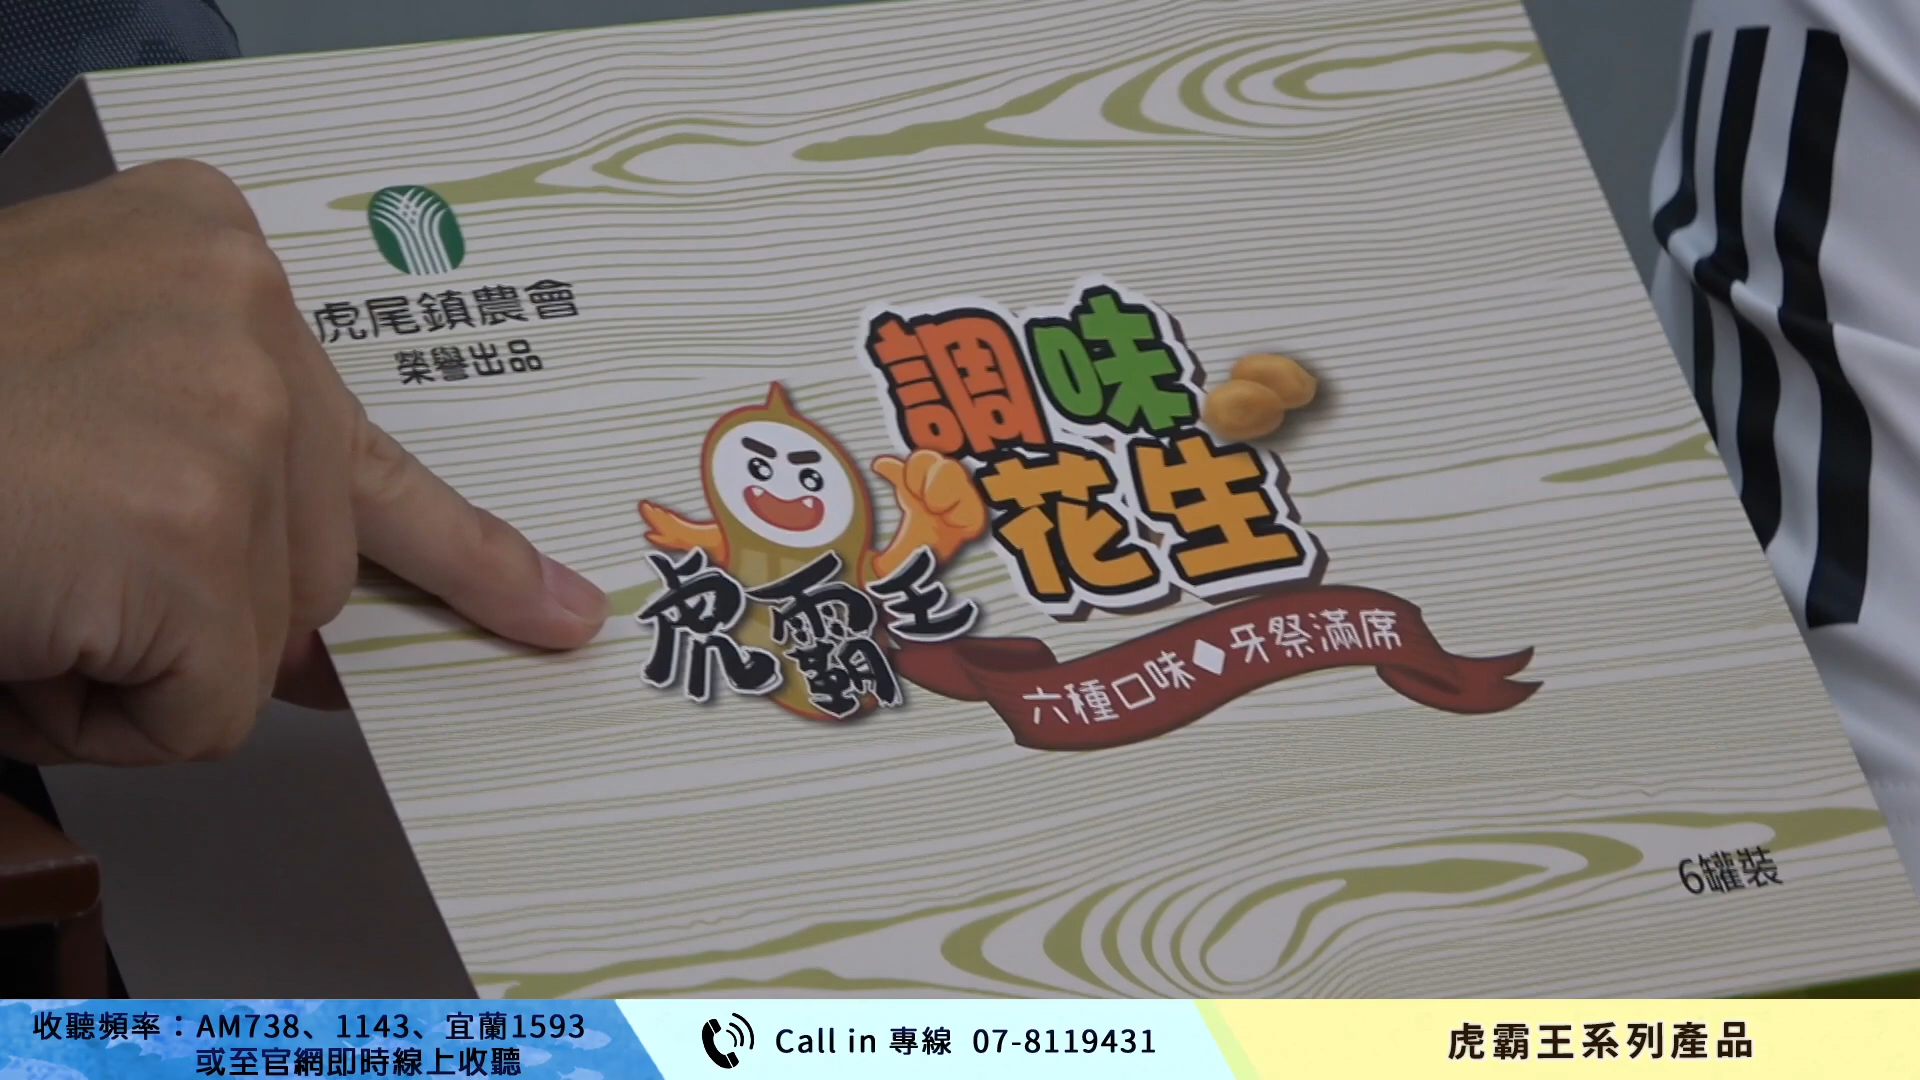 虎尾鎮農會
榮譽出品
調味
花生
虎霸王
六種口味◆牙祭滿席
6罐裝
收聽頻率：AM738、1143、宜蘭1593
或至官網即時線上收聽
Call in 專線 07-8119431
虎霸王系列產品